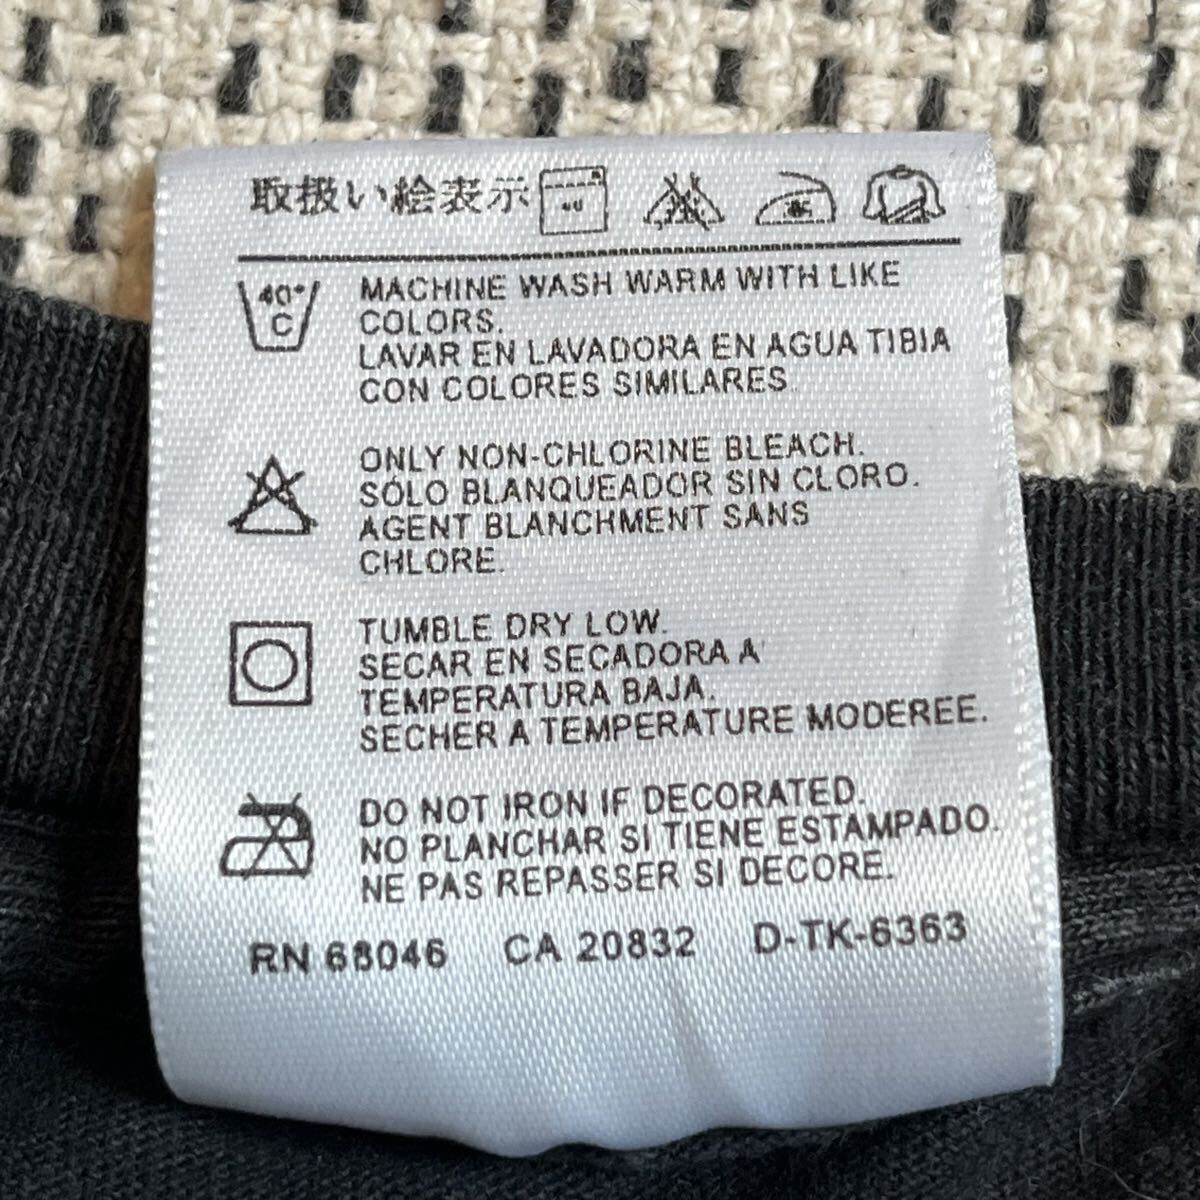 取扱い絵表示
MACHINE WASH WARM WITH LIKE
40° C
COLORS.
LAVAR EN LAVADORA EN AGUA TIBIA
CON COLORES SIMILARES
ONLY NON-CHLORINE BLEACH.
SÓLO BLANQUEADOR SIN CLORO.
AGENT BLANCHMENT SANS
CHLORE.
TUMBLE DRY LOW.
SECAR EN SECADORA A
TEMPERATURA BAJA.
SECHER A TEMPERATURE MODEREE.
DO NOT IRON IF DECORATED.
NO PLANCHAR SI TIENE ESTAMPADO.
NE PAS REPASSER SI DECORE.
RN 68046 CA 20832 D-TK-6363